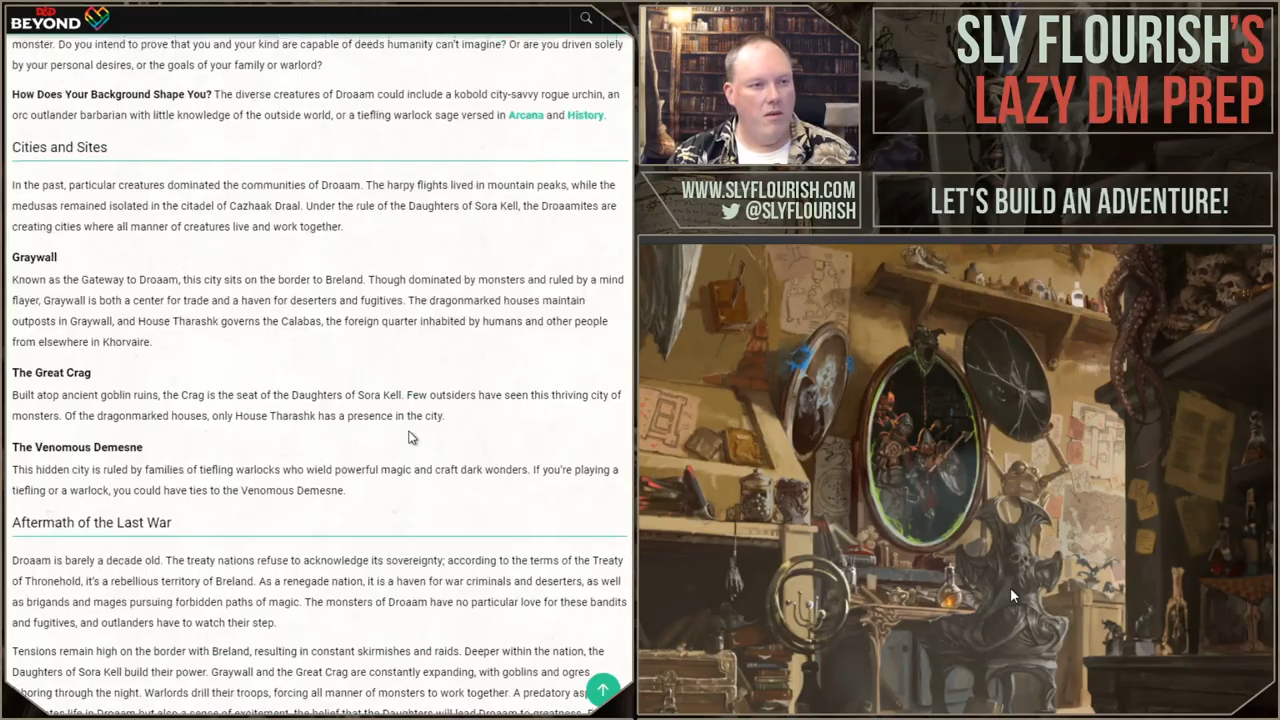 D&D
BEYOND
monster. Do you intend to prove that you and your kind are capable of deeds humanity can't imagine? Or are you driven solely
by your personal desires, or the goals of your family or warlord?
How Does Your Background Shape You? The diverse creatures of Droaam could include a kobold city-savvy rogue urchin, an
orc outlander barbarian with little knowledge of the outside world, or a tiefling warlock sage versed in Arcana and History.
Cities and Sites
In the past, particular creatures dominated the communities of Droaam. The harpy flights lived in mountain peaks, while the
medusas remained isolated in the citadel of Cazhaak Draal. Under the rule of the Daughters of Sora Kell, the Droaamites are
creating cities where all manner of creatures live and work together.
Graywall
Known as the Gateway to Droaam, this city sits on the border to Breland. Though dominated by monsters and ruled by a mind
flayer, Graywall is both a center for trade and a haven for deserters and fugitives. The dragonmarked houses maintain
outposts in Graywall, and House Tharashk governs the Calabas, the foreign quarter inhabited by humans and other people
from elsewhere in Khorvaire.
The Great Crag
Built atop ancient goblin ruins, the Crag is the seat of the Daughters of Sora Kell. Few outsiders have seen this thriving city of
monsters. Of the dragonmarked houses, only House Tharashk has a presence in the city.
The Venomous Demesne
This hidden city is ruled by families of tiefling warlocks who wield powerful magic and craft dark wonders. If you're playing a
tiefling or a warlock, you could have ties to the Venomous Demesne.
Aftermath of the Last War
Droaam is barely a decade old. The treaty nations refuse to acknowledge its sovereignty; according to the terms of the Treaty
of Thronehold, it's a rebellious territory of Breland. As a renegade nation, it is a haven for war criminals and deserters, as well
as brigands and mages pursuing forbidden paths of magic. The monsters of Droaam have no particular love for these bandits
and fugitives, and outlanders have to watch their step.
Tensions remain high on the border with Breland, resulting in constant skirmishes and raids. Deeper within the nation, the
Daughters of Sora Kell build their power. Graywall and the Great Crag are constantly expanding, with goblins and ogres
through the night. Warlords drill their troops, forcing all manner of monsters to work together. A predatory
life in Droaam but also a sense of excitement, the belief that the Daughters will lead Droaam to greatness.
SLY FLOURISH'S
LAZY DM PREP
WWW.SLYFLOURISH.COM
@SLYFLOURISH
LET'S BUILD AN ADVENTURE!